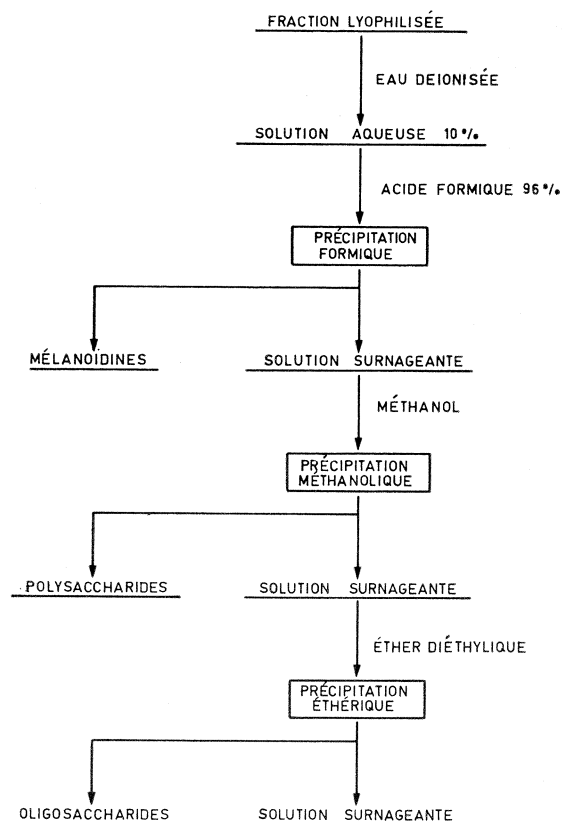 FRACTION LYOPHILISÉE
EAU DEIONISÉE
SOLUTION AQUEUSE 10 %
ACIDE FORMIQUE 96%
PRÉCIPITATION
FORMIQUE
MÉLANOÏDINES
SOLUTION SURNAGEANTE
MÉTHANOL
PRÉCIPITATION
MÉTHANOLIQUE
POLYSACCHARIDES
SOLUTION SURNAGEANTE
ÉTHER DIÉTHYLIQUE
PRÉCIPITATION
ÉTHÉRIQUE
OLIGOSACCHARIDES
SOLUTION SURNAGEANTE